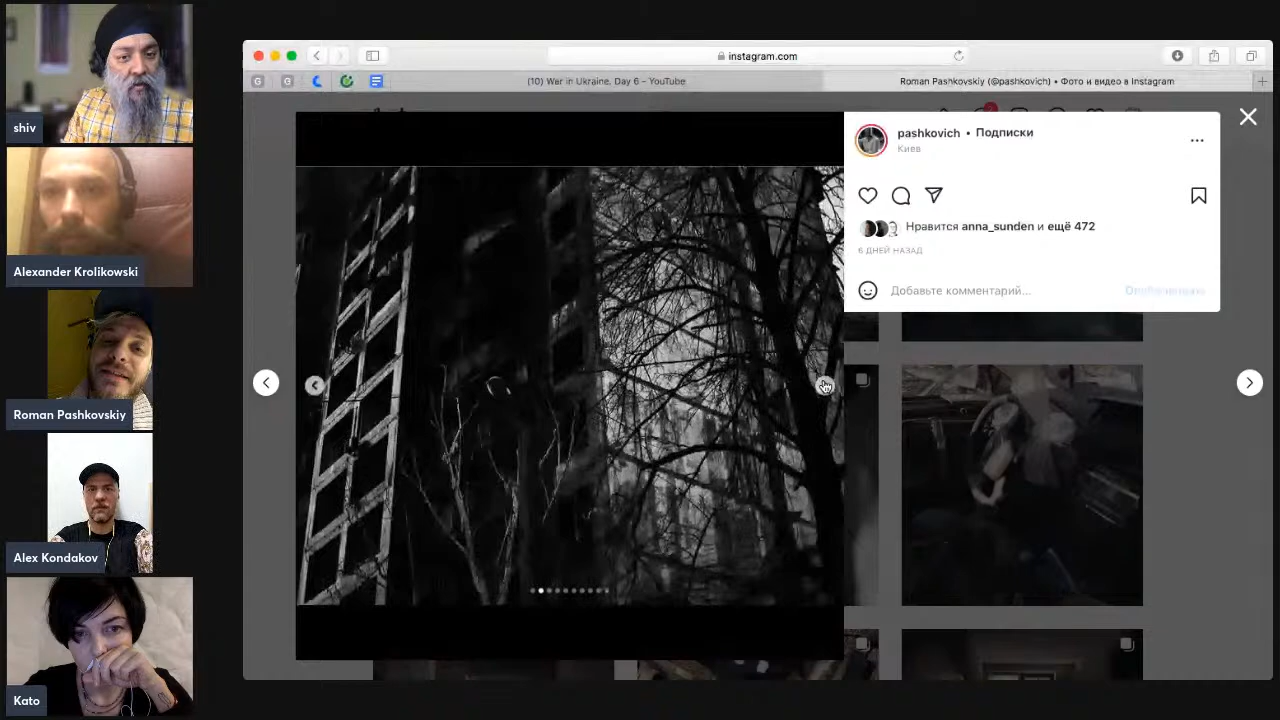 shiv
Alexander Krolikowski
Roman Pashkovskiy
Alex Kondakov
Kato
instagram.com
G
G
(10) War in Ukraine. Day 6 - YouTube
Roman Pashkovskiy (@pashkovich) • Фото и видео в Instagram
pashkovich • Подписки
Киев
Нравится anna_sunden и ещё 472
6 ДНЕЙ НАЗАД
Добавьте комментарий...